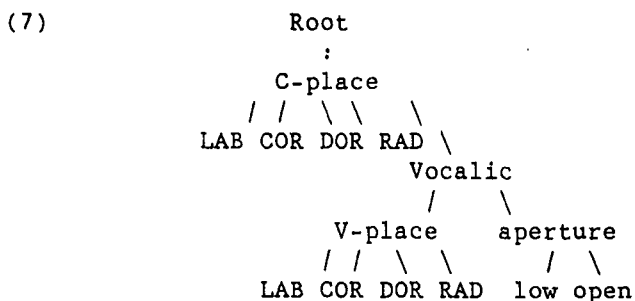 (7) Root
:
C-place
/ / \ \ \
LAB COR DOR RAD \
Vocalic
/ \
V-place aperture
/ / \ \ / \
LAB COR DOR RAD low open